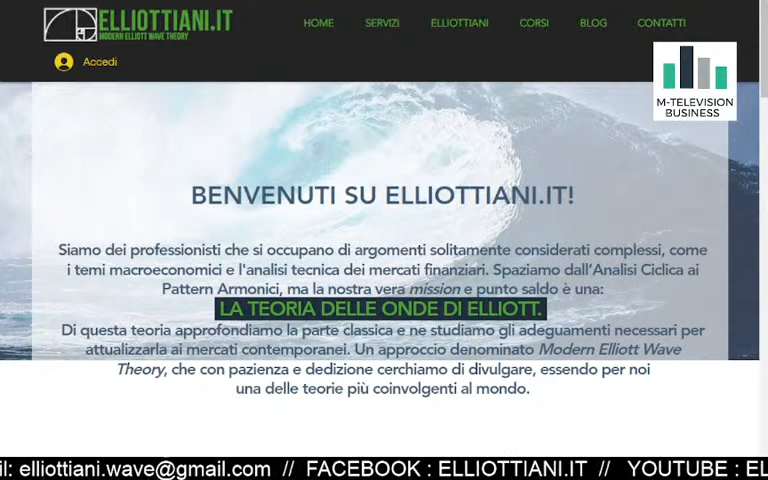 ELLIOTTIANI.IT
MODERN ELLIOTT WAVE THEORY
HOME SERVIZI ELLIOTTIANI CORSI BLOG CONTATTI
Accedi
M-TELEVISION
BUSINESS
BENVENUTI SU ELLIOTTIANI.IT!
Siamo dei professionisti che si occupano di argomenti solitamente considerati complessi, come
i temi macroeconomici e l'analisi tecnica dei mercati finanziari. Spaziamo dall'Analisi Ciclica ai
Pattern Armonici, ma la nostra vera mission e punto saldo è una:
LA TEORIA DELLE ONDE DI ELLIOTT.
Di questa teoria approfondiamo la parte classica e ne studiamo gli adeguamenti necessari per
attualizzarla ai mercati contemporanei. Un approccio denominato Modern Elliott Wave
Theory, che con pazienza e dedizione cerchiamo di divulgare, essendo per noi
una delle teorie più coinvolgenti al mondo.
il: elliottiani.wave@gmail.com // FACEBOOK : ELLIOTTIANI.IT // YOUTUBE : EL